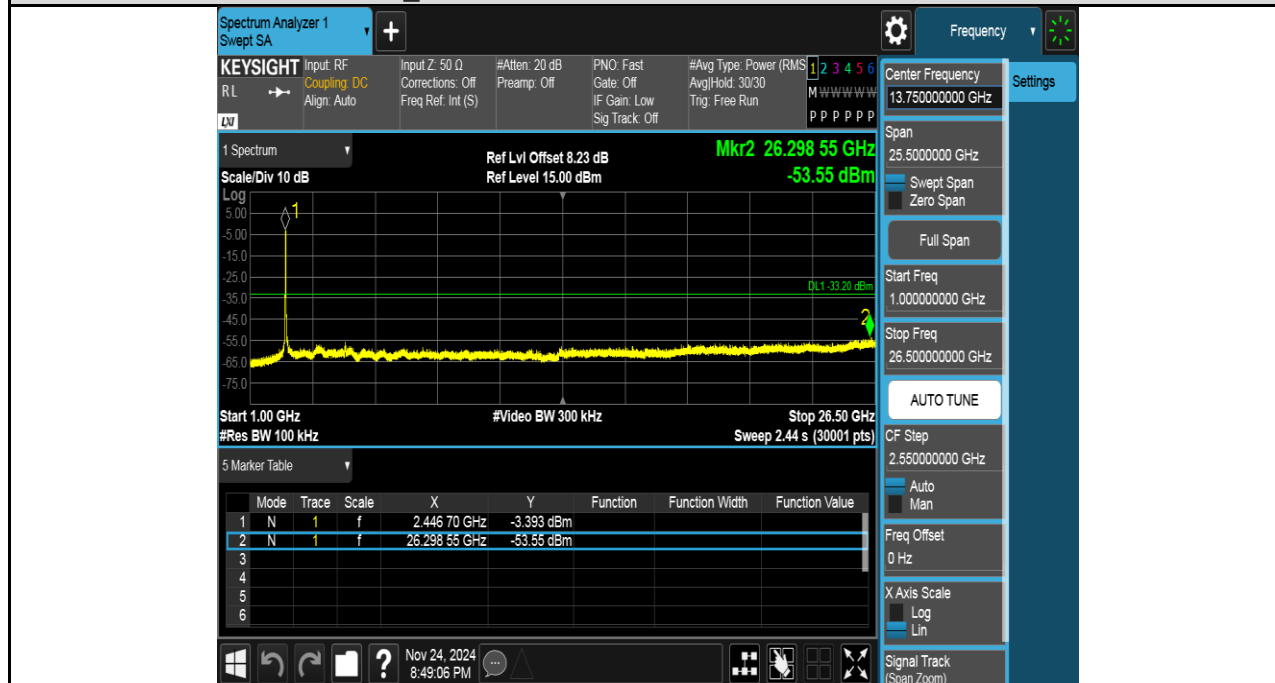 Spectrum Analyzer 1
Swept SA
+
Frequency
KEYSIGHT
RL
LXI
Input: RF
Coupling: DC
Align: Auto
Input Z: 50 Ω
Corrections: Off
Freq Ref: Int (S)
#Atten: 20 dB
Preamp: Off
PNO: Fast
Gate: Off
IF Gain: Low
Sig Track: Off
#Avg Type: Power (RMS
Avg|Hold: 30/30
Trig: Free Run
1 2 3 4 5 6
M W W W W W
P P P P P P
1 Spectrum
Scale/Div 10 dB
Ref Lvl Offset 8.23 dB
Ref Level 15.00 dBm
Mkr2 26.298 55 GHz
-53.55 dBm
Log
5.00
-5.00
-15.0
-25.0
-35.0
-45.0
-55.0
-65.0
-75.0
1
DL1 -33.20 dBm
2
Start 1.00 GHz
#Res BW 100 kHz
#Video BW 300 kHz
Stop 26.50 GHz
Sweep 2.44 s (30001 pts)
5 Marker Table
Mode Trace Scale X Y Function Function Width Function Value
1 N 1 f 2.446 70 GHz -3.393 dBm
2 N 1 f 26.298 55 GHz -53.55 dBm
3
4
5
6
?
Nov 24, 2024
8:49:06 PM
Center Frequency
13.750000000 GHz
Settings
Span
25.5000000 GHz
Swept Span
Zero Span
Full Span
Start Freq
1.000000000 GHz
Stop Freq
26.50000000 GHz
AUTO TUNE
CF Step
2.550000000 GHz
Auto
Man
Freq Offset
0 Hz
X Axis Scale
Log
Lin
Signal Track
(Span Zoom)